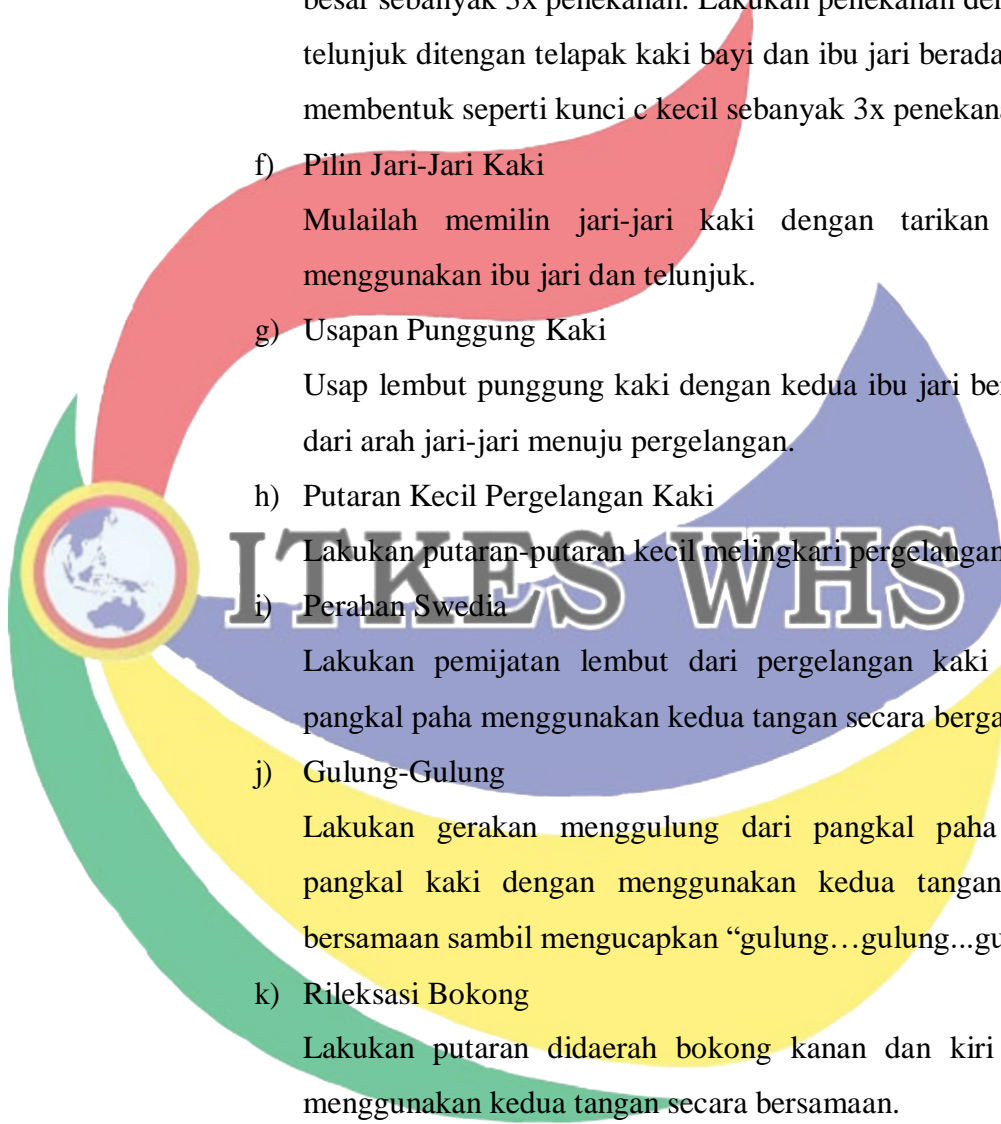 besar sebanyak 3x penekanan. Lakukan penekanan
telunjuk ditengan telapak kaki bayi dan ibu jari berada
membentuk seperti kunci c kecil sebanyak 3x
f) Pilin Jari-Jari Kaki
Mulailah memilin jari-jari kaki dengan tarikan
menggunakan ibu jari dan telunjuk.
g) Usapan Punggung Kaki
Usap lembut punggung kaki dengan kedua ibu jari
dari arah jari-jari menuju pergelangan.
h) Putaran Kecil Pergelangan Kaki
Lakukan putaran-putaran kecil melingkari pergelangan
ITKES WHS
i) Perahan Swedia
Lakukan pemijatan lembut dari pergelangan kaki
pangkal paha menggunakan kedua tangan secara
j) Gulung-Gulung
Lakukan gerakan menggulung dari pangkal paha
pangkal kaki dengan menggunakan kedua tangan
bersamaan sambil mengucapkan “gulung…gulung...
k) Rileksasi Bokong
Lakukan putaran didaerah bokong kanan dan kiri
menggunakan kedua tangan secara bersamaan.